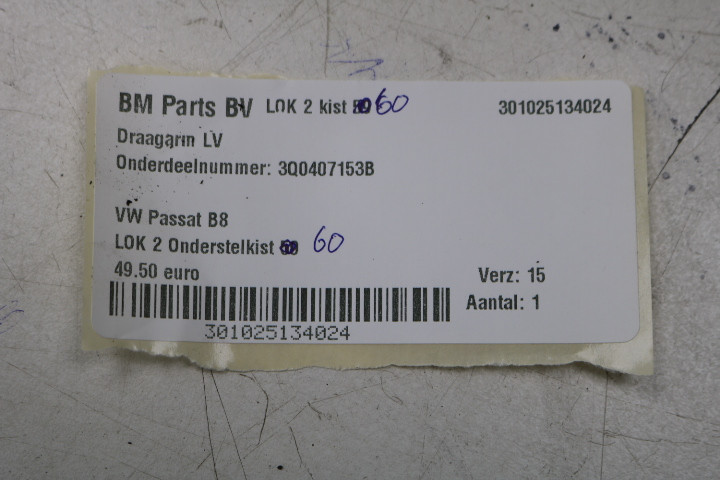 BM Parts BV LOK 2 kist 60 301025134024
Draagarm LV
Onderdeelnummer: 3Q0407153B
VW Passat B8
LOK 2 Onderstelkist 60
49.50 euro Verz: 15
Aantal: 1
301025134024